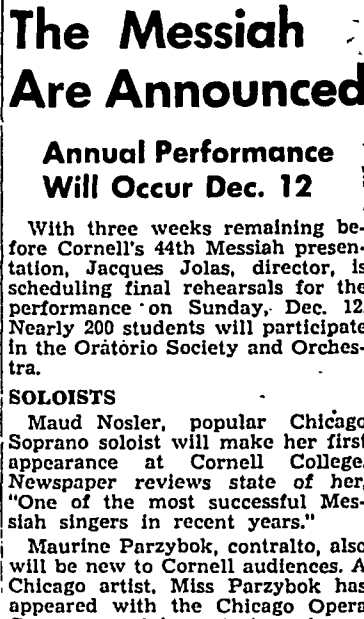 The Messiah
Are Announced
Annual Performance
Will Occur Dec. 12
With three weeks remaining be-
fore Cornell's 44th Messiah presen-
tation, Jacques Jolas, director, is
scheduling final rehearsals for the
performance on Sunday, Dec. 12.
Nearly 200 students will participate
in the Oratorio Society and Orches-
tra.
SOLOISTS
Maud Nosler, popular Chicago
Soprano soloist will make her first
appearance at Cornell College.
Newspaper reviews state of her,
"One of the most successful Mes-
siah singers in recent years."
Maurine Parzybok, contralto, also
will be new to Cornell audiences. A
Chicago artist, Miss Parzybok has
appeared with the Chicago Opera